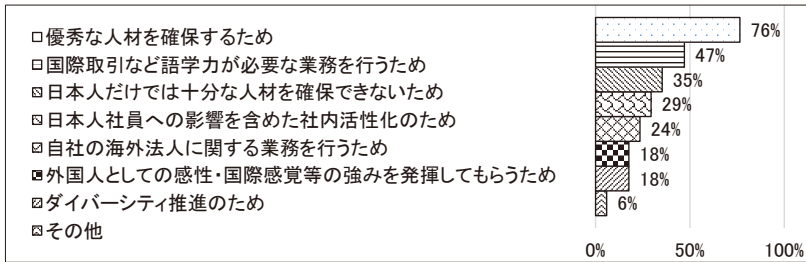 優秀な人材を確保するため 76%
国際取引など語学力が必要な業務を行うため 47%
日本人だけでは十分な人材を確保できないため 35%
日本人社員への影響を含めた社内活性化のため 29%
自社の海外法人に関する業務を行うため 24%
外国人としての感性・国際感覚等の強みを発揮してもらうため 18%
ダイバーシティ推進のため 18%
その他 6%
0% 50% 100%